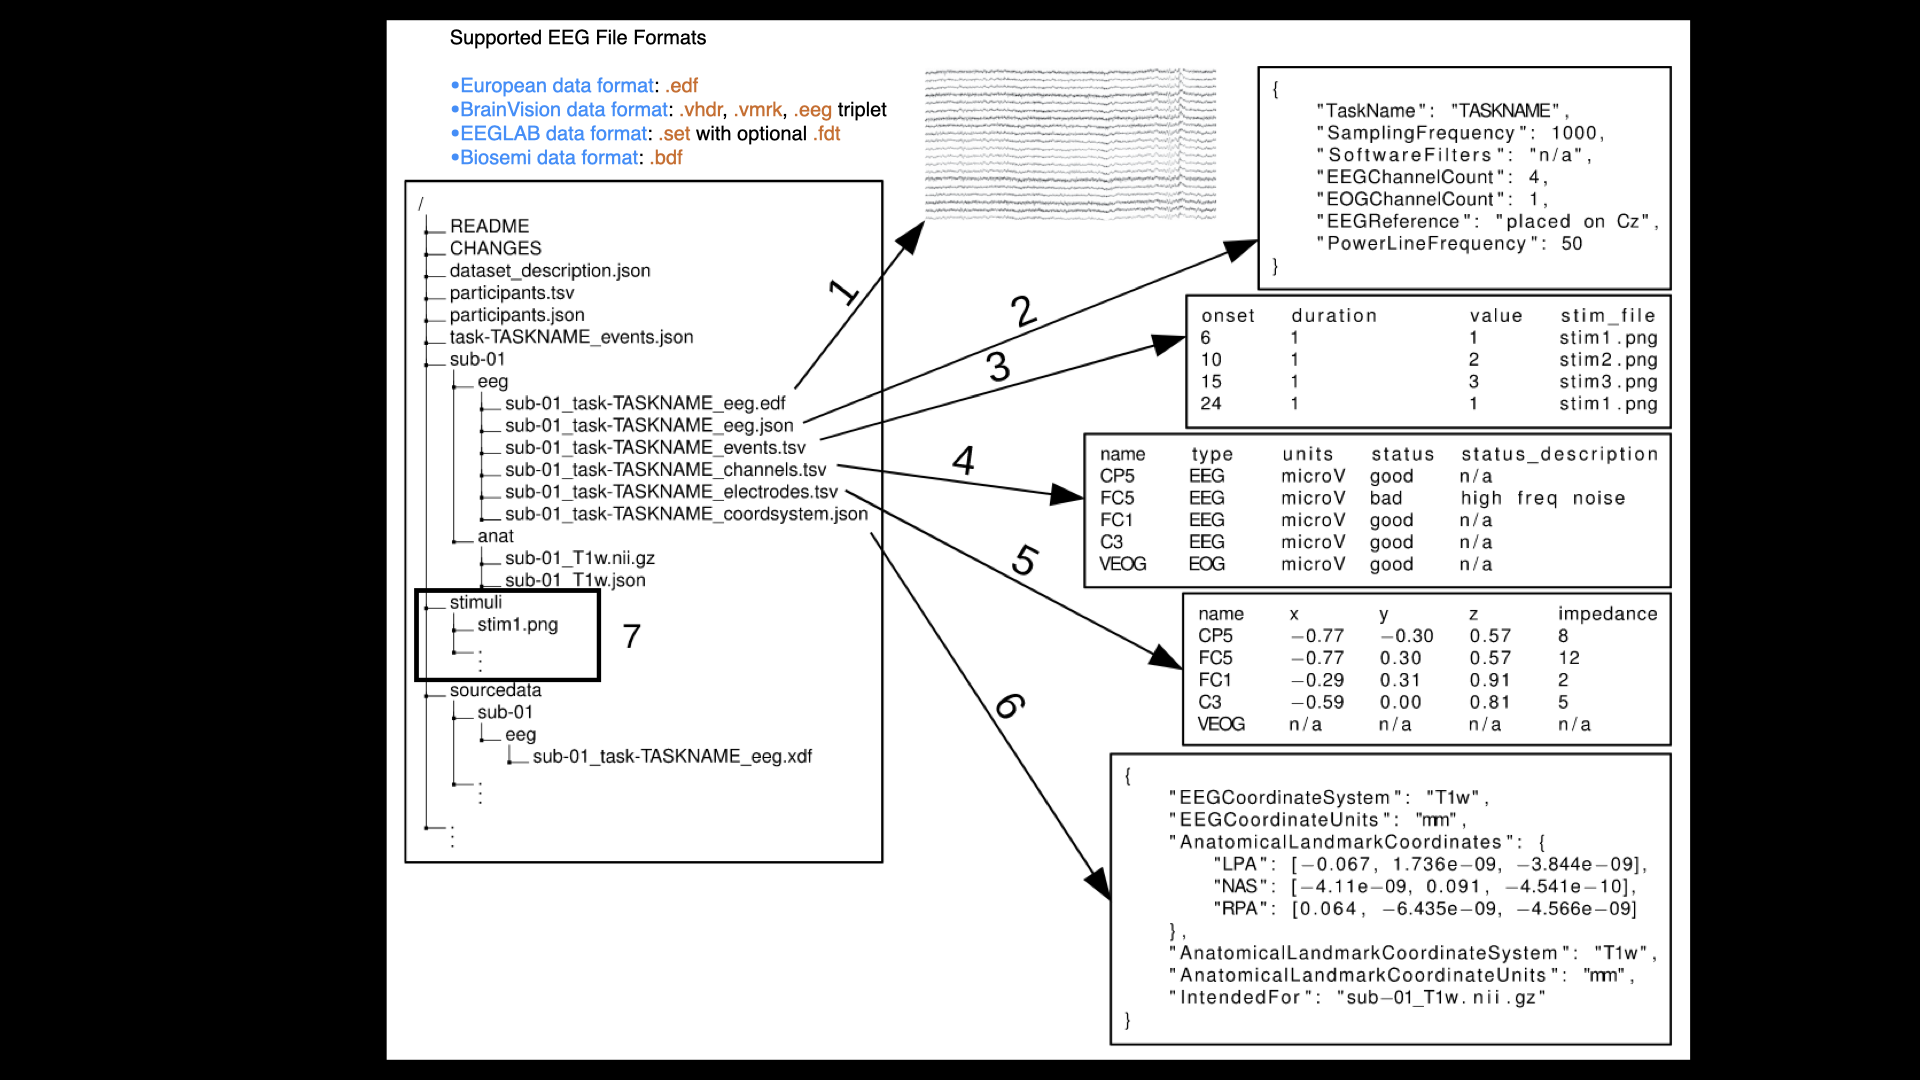 Supported EEG File Formats
•European data format: .edf
•BrainVision data format: .vhdr, .vmrk, .eeg triplet
•EEGLAB data format: .set with optional .fdt
•Biosemi data format: .bdf
/
README
CHANGES
dataset_description.json
participants.tsv
participants.json
task-TASKNAME_events.json
sub-01
eeg
sub-01_task-TASKNAME_eeg.edf
sub-01_task-TASKNAME_eeg.json
sub-01_task-TASKNAME_events.tsv
sub-01_task-TASKNAME_channels.tsv
sub-01_task-TASKNAME_electrodes.tsv
sub-01_task-TASKNAME_coordsystem.json
anat
sub-01_T1w.nii.gz
sub-01_T1w.json
stimuli
stim1.png
:
sourcedata
sub-01
eeg
sub-01_task-TASKNAME_eeg.xdf
:
:
1
2
3
4
5
6
7
{
"TaskName": "TASKNAME",
"SamplingFrequency": 1000,
"SoftwareFilters": "n/a",
"EEGChannelCount": 4,
"EOGChannelCount": 1,
"EEGReference": "placed on Cz",
"PowerLineFrequency": 50
}
onset duration value stim_file
6 1 1 stim1.png
10 1 2 stim2.png
15 1 3 stim3.png
24 1 1 stim1.png
name type units status status_description
CP5 EEG microV good n/a
FC5 EEG microV bad high freq noise
FC1 EEG microV good n/a
C3 EEG microV good n/a
VEOG EOG microV good n/a
name x y z impedance
CP5 −0.77 −0.30 0.57 8
FC5 −0.77 0.30 0.57 12
FC1 −0.29 0.31 0.91 2
C3 −0.59 0.00 0.81 5
VEOG n/a n/a n/a n/a
{
"EEGCoordinateSystem": "T1w",
"EEGCoordinateUnits": "mm",
"AnatomicalLandmarkCoordinates": {
"LPA": [−0.067, 1.736e−09, −3.844e−09],
"NAS": [−4.11e−09, 0.091, −4.541e−10],
"RPA": [0.064, −6.435e−09, −4.566e−09]
},
"AnatomicalLandmarkCoordinateSystem": "T1w",
"AnatomicalLandmarkCoordinateUnits": "mm",
"IntendedFor": "sub−01_T1w.nii.gz"
}